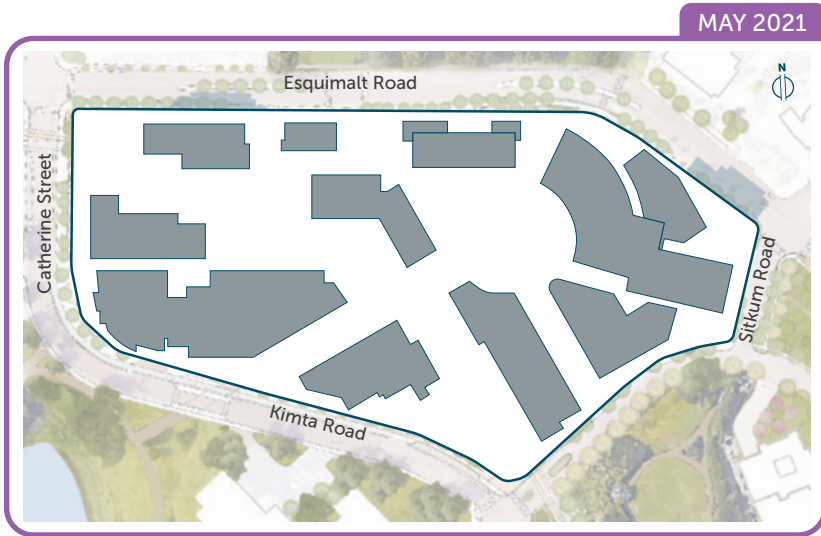 MAY 2021
Esquimalt Road
N
Catherine Street
Sitkum Road
Kimta Road